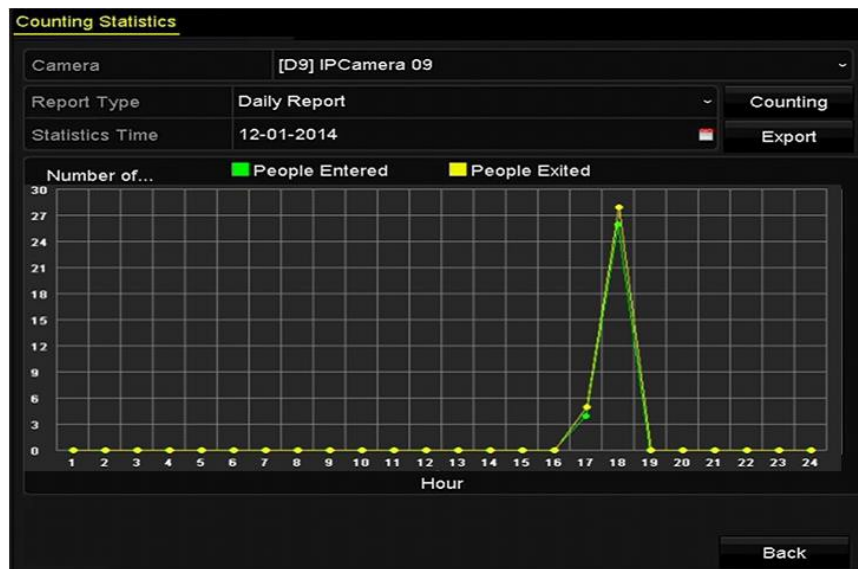 Counting Statistics
Camera [D9] IPCamera 09
Report Type Daily Report Counting
Statistics Time 12-01-2014 Export
Number of... People Entered People Exited
30
27
24
21
18
15
12
9
6
3
0
1 2 3 4 5 6 7 8 9 10 11 12 13 14 15 16 17 18 19 20 21 22 23 24
Hour
Back